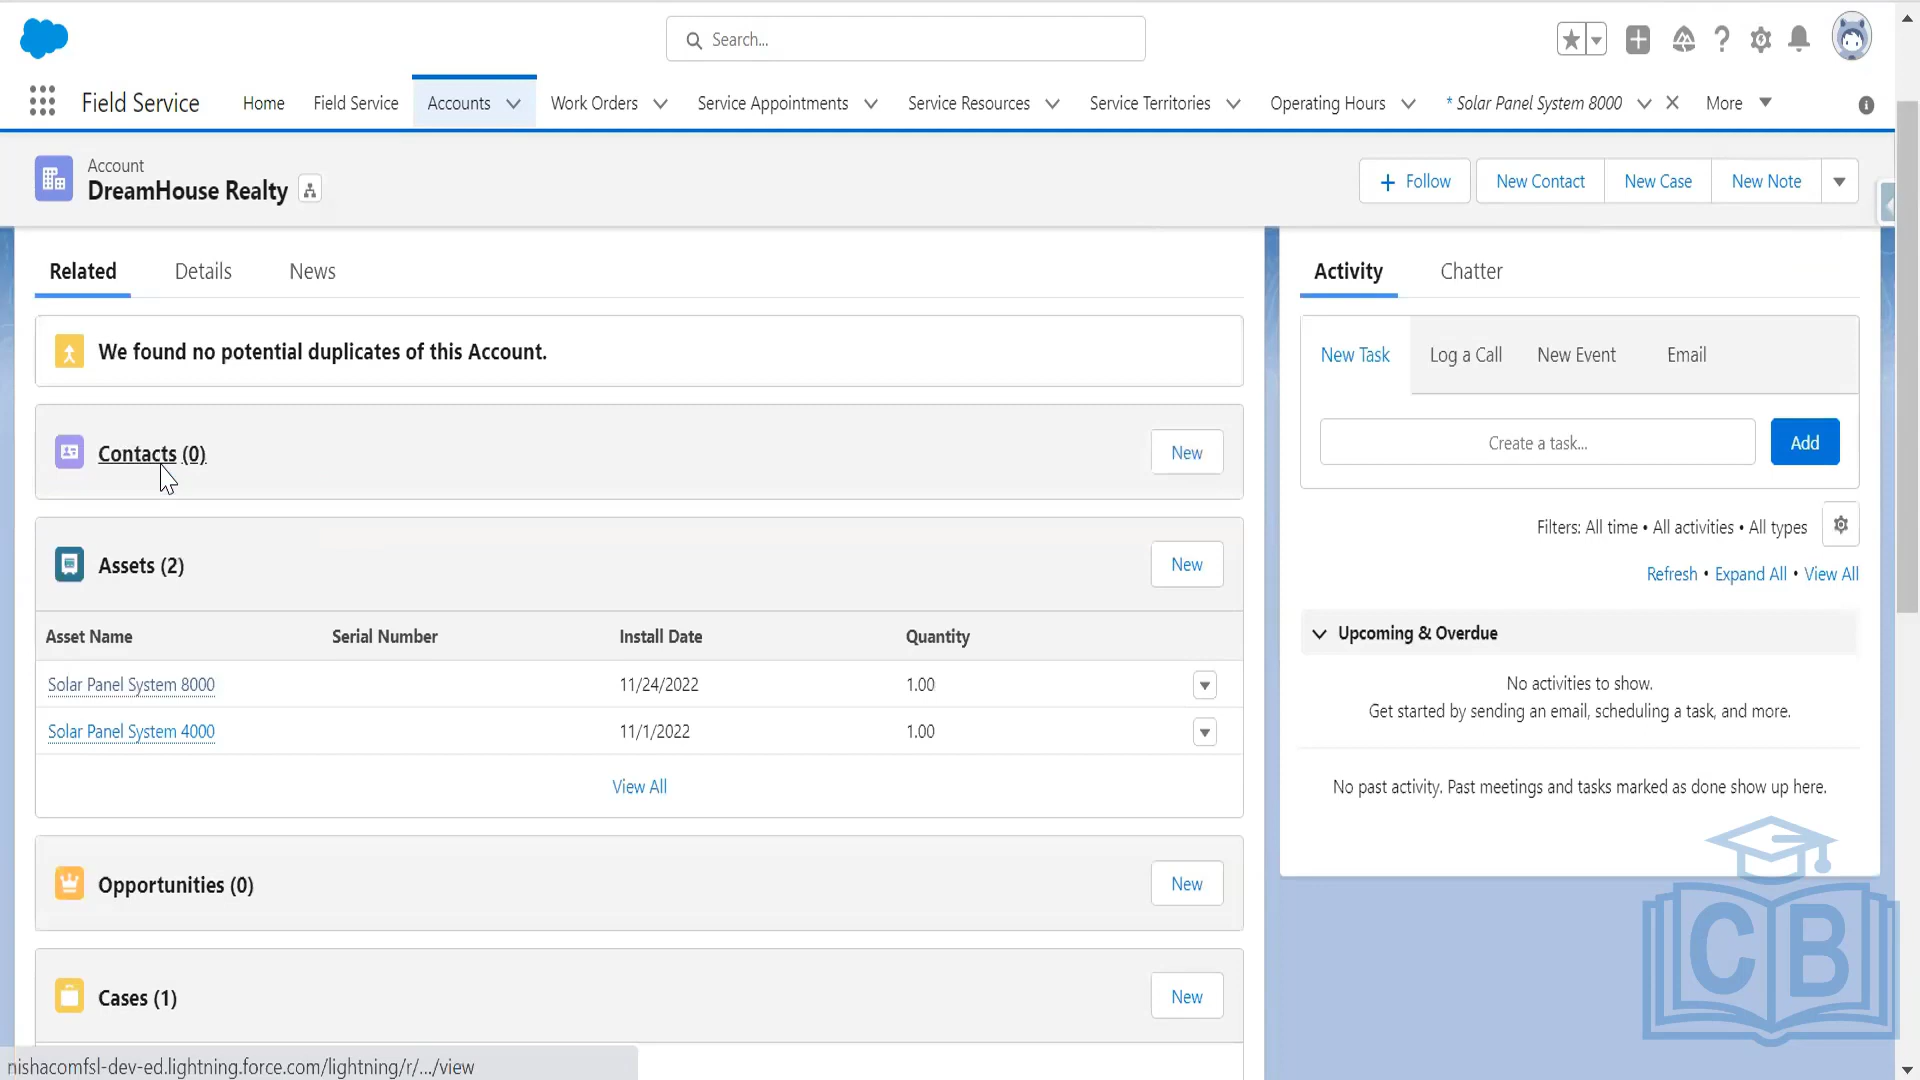 Search...
Field Service Home Field Service Accounts Work Orders Service Appointments Service Resources Service Territories Operating Hours * Solar Panel System 8000 More
Account
DreamHouse Realty
Follow New Contact New Case New Note
Related Details News
We found no potential duplicates of this Account.
Contacts (0) New
Assets (2) New
Asset Name Serial Number Install Date Quantity
Solar Panel System 8000 11/24/2022 1.00
Solar Panel System 4000 11/1/2022 1.00
View All
Opportunities (0) New
Cases (1) New
Activity Chatter
New Task Log a Call New Event Email
Create a task... Add
Filters: All time • All activities • All types
Refresh • Expand All • View All
Upcoming & Overdue
No activities to show.
Get started by sending an email, scheduling a task, and more.
No past activity. Past meetings and tasks marked as done show up here.
CB
nishacomfsl-dev-ed.lightning.force.com/lightning/r/.../view